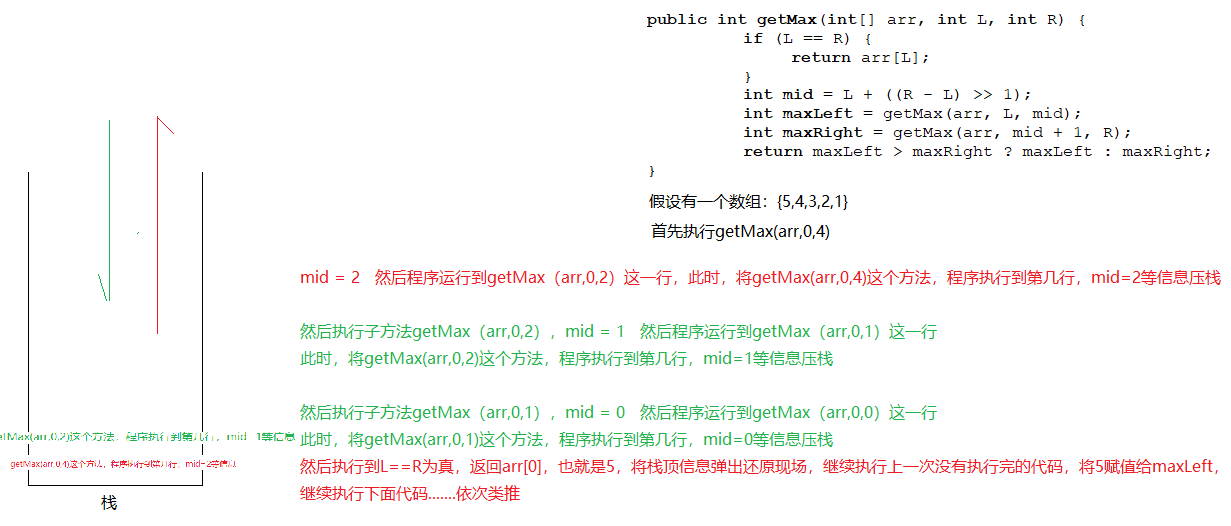 public int getMax(int[] arr, int L, int R) {
if (L == R) {
return arr[L];
}
int mid = L + ((R - L) >> 1);
int maxLeft = getMax(arr, L, mid);
int maxRight = getMax(arr, mid + 1, R);
return maxLeft > maxRight ? maxLeft : maxRight;
}
假设有一个数组：{5,4,3,2,1}
首先执行getMax(arr,0,4)
mid = 2 然后程序运行到getMax（arr,0,2）这一行，此时，将getMax(arr,0,4)这个方法，程序执行到第几行，mid=2等信息压栈
然后执行子方法getMax（arr,0,2）, mid = 1 然后程序运行到getMax（arr,0,1）这一行
此时，将getMax(arr,0,2)这个方法，程序执行到第几行，mid=1等信息压栈
然后执行子方法getMax（arr,0,1）, mid = 0 然后程序运行到getMax（arr,0,0）这一行
此时，将getMax(arr,0,1)这个方法，程序执行到第几行，mid=0等信息压栈
然后执行到L==R为真，返回arr[0]，也就是5，将栈顶信息弹出还原现场，继续执行上一次没有执行完的代码，将5赋值给maxLeft，
继续执行下面代码.......依次类推
etMax(arr,0,2)这个方法，程序执行到第几行，mid=1等信息
getMax(arr,0,4)这个方法，程序执行到第几行，mid=2等信息
栈